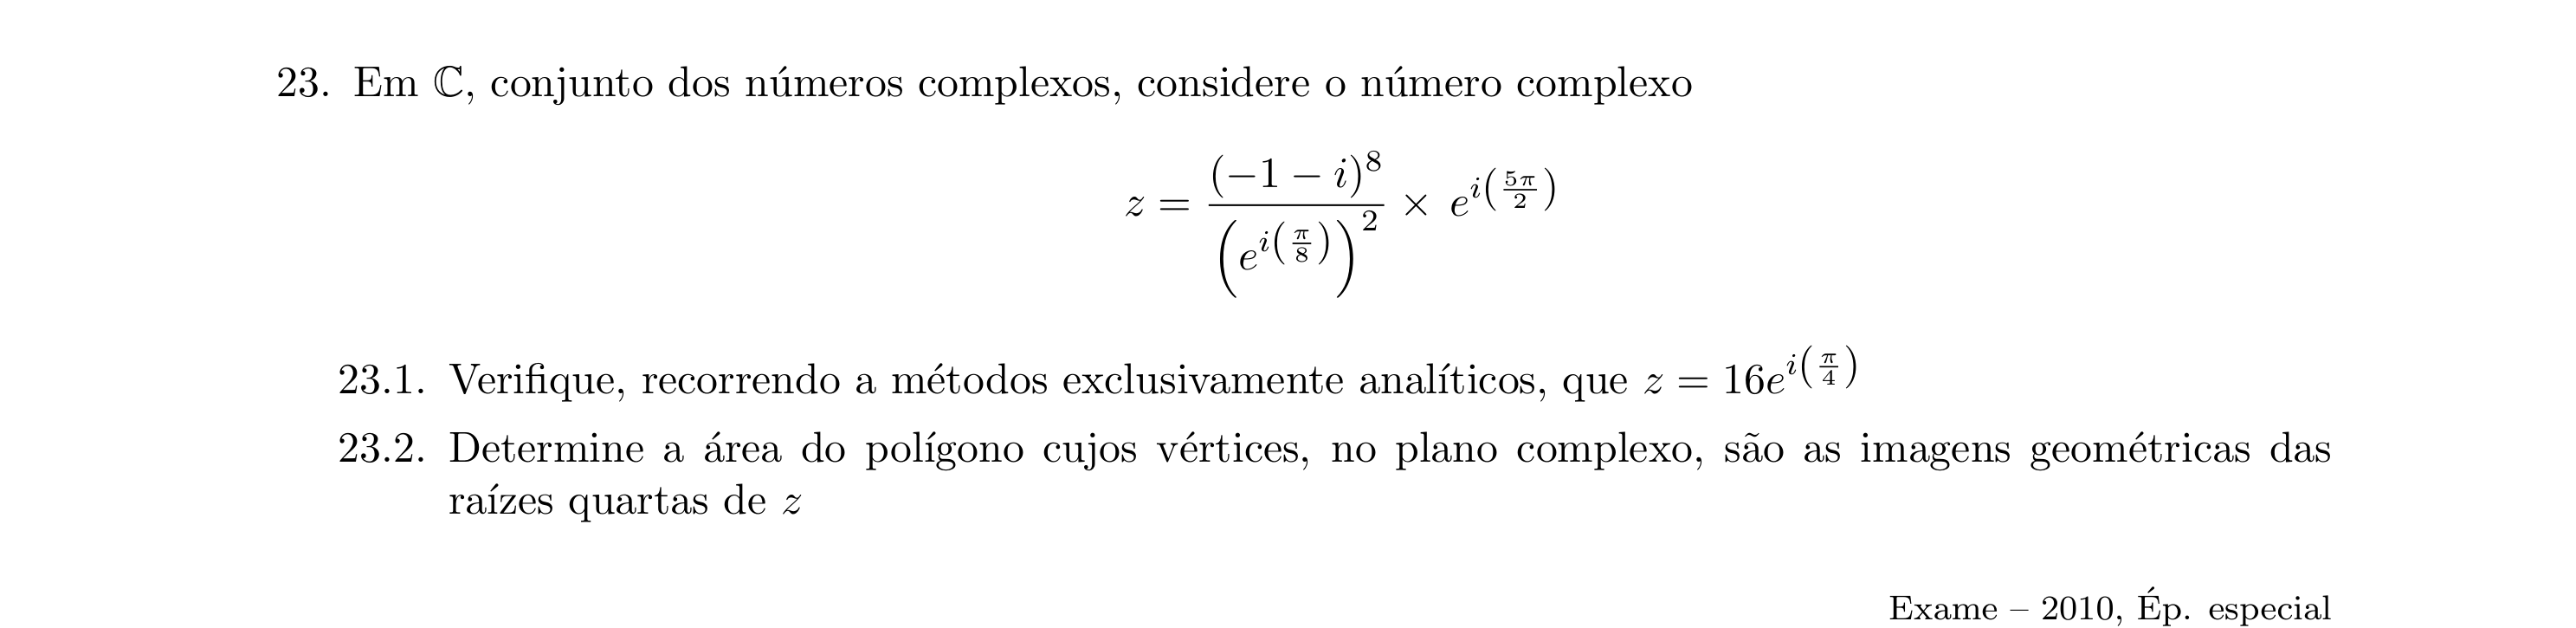 23. Em ℂ, conjunto dos números complexos, considere o número complexo
$z = \frac{(-1-i)^8}{\left(e^{i\left(\frac{\pi}{8}\right)}\right)^2} \times e^{i\left(\frac{5\pi}{2}\right)}$
23.1. Verifique, recorrendo a métodos exclusivamente analíticos, que $z = 16e^{i\left(\frac{\pi}{4}\right)}$
23.2. Determine a área do polígono cujos vértices, no plano complexo, são as imagens geométricas das
raízes quartas de $z$
Exame – 2010, Ép. especial